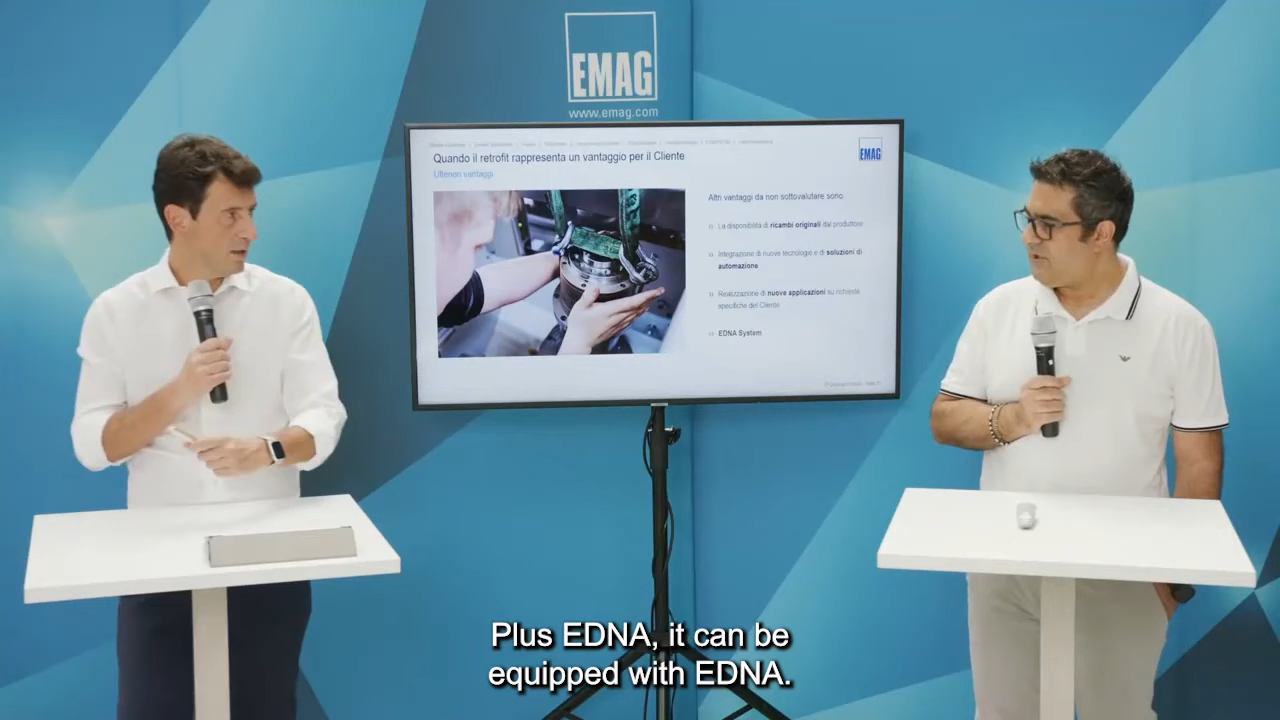 EMAG
www.emag.com
Quando il retrofit rappresenta un vantaggio per il Cliente
EMAG
Ulteriori vantaggi
Altri vantaggi da non sottovalutare sono
La disponibilità di ricambi originali dal produttore
Integrazione di nuove tecnologie e di soluzioni di
automazione
Realizzazione di nuove applicazioni su richieste
specifiche del Cliente
EDNA System
Plus EDNA, it can be
equipped with EDNA.